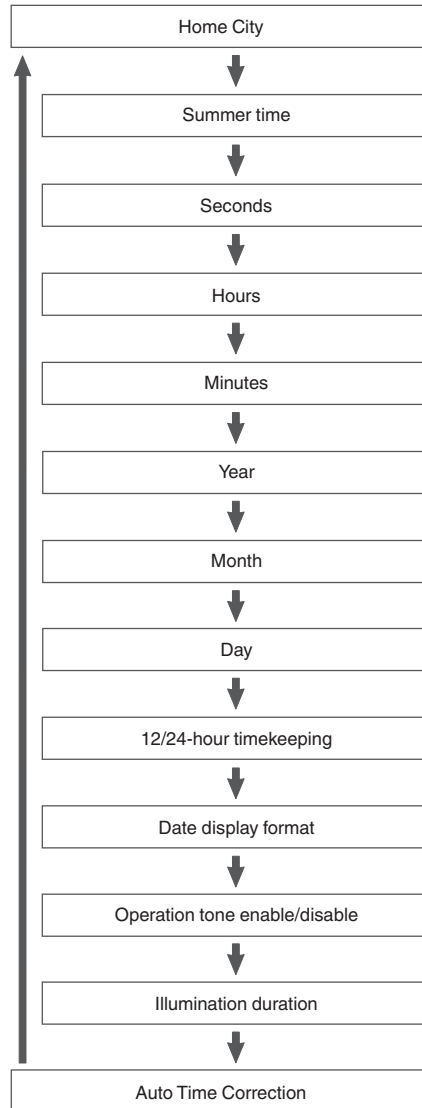 Home City
Summer time
Seconds
Hours
Minutes
Year
Month
Day
12/24-hour timekeeping
Date display format
Operation tone enable/disable
Illumination duration
Auto Time Correction